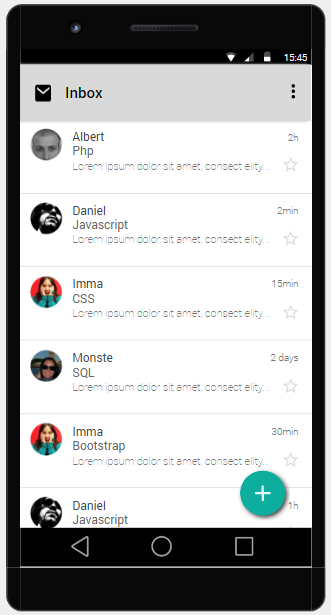 15:45
Inbox
Albert 2h
Php
Lorem ipsum dolor sit amet, consect elity...
Daniel 2min
Javascript
Lorem ipsum dolor sit amet, consect elity...
Imma 15min
CSS
Lorem ipsum dolor sit amet, consect elity...
Monste 2 days
SQL
Lorem ipsum dolor sit amet, consect elity...
Imma 30min
Bootstrap
Lorem ipsum dolor sit amet, consect elity...
Daniel 1h
Javascript